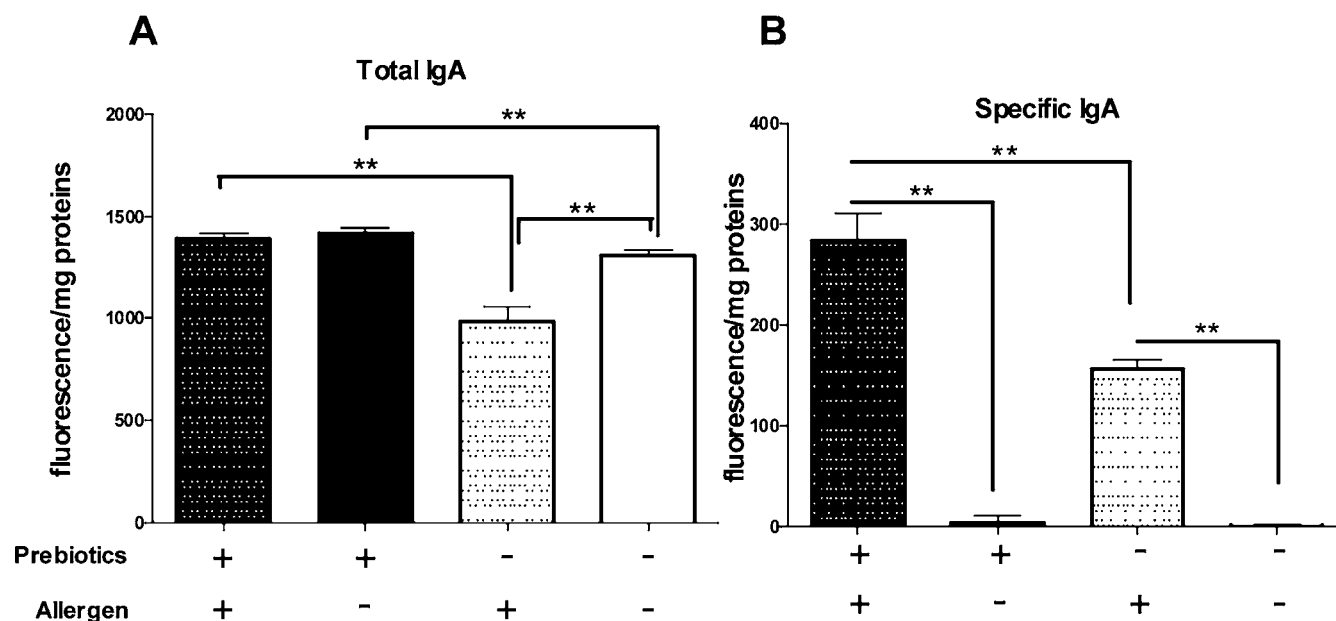 A
Total IgA
fluorescence/mg proteins
2000
1500
1000
500
0
**
**
**
Prebiotics + + - -
Allergen + - + -
B
Specific IgA
fluorescence/mg proteins
400
300
200
100
0
**
**
**
+ + - -
+ - + -